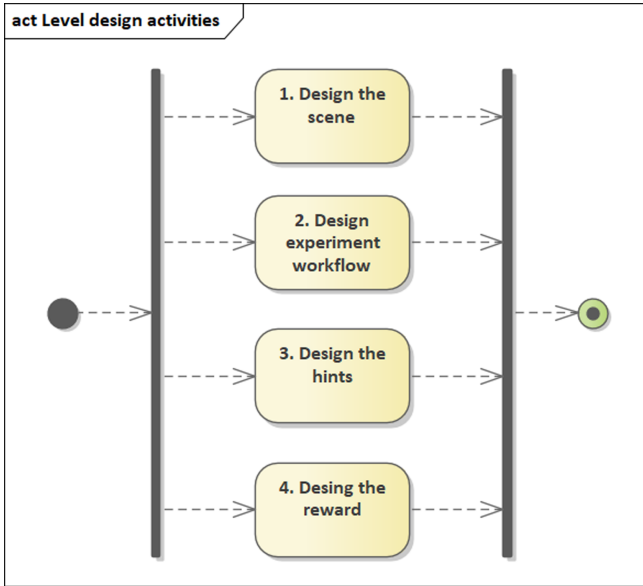 act Level design activities
1. Design the
scene
2. Design
experiment
workflow
3. Design the
hints
4. Desing the
reward